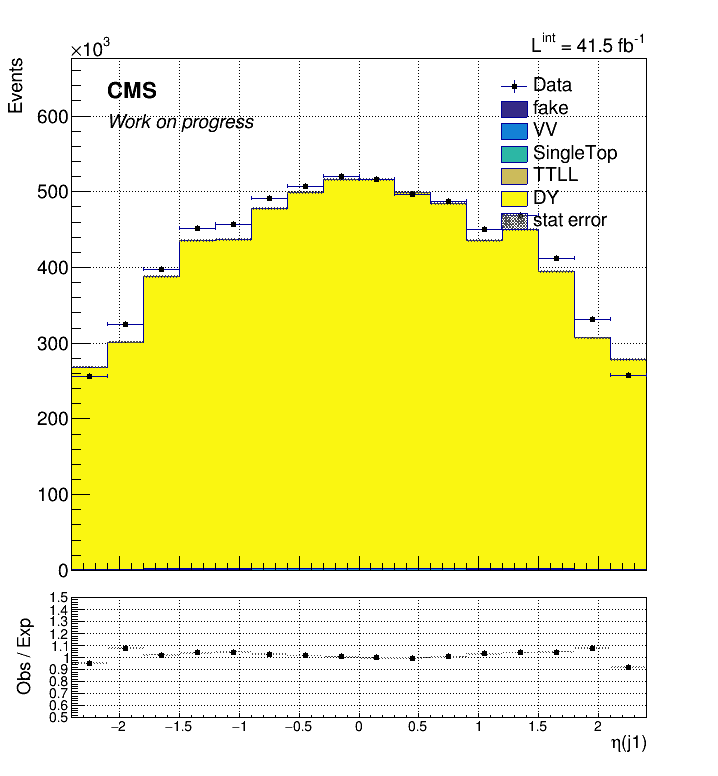 ×10³
L^int = 41.5 fb⁻¹
Events
CMS
Work on progress
Data
fake
VV
SingleTop
TTLL
DY
stat error
600
500
400
300
200
100
0
Obs / Exp
1.5
1.4
1.3
1.2
1.1
1
0.9
0.8
0.7
0.6
0.5
−2
−1.5
−1
−0.5
0
0.5
1
1.5
2
η(j1)